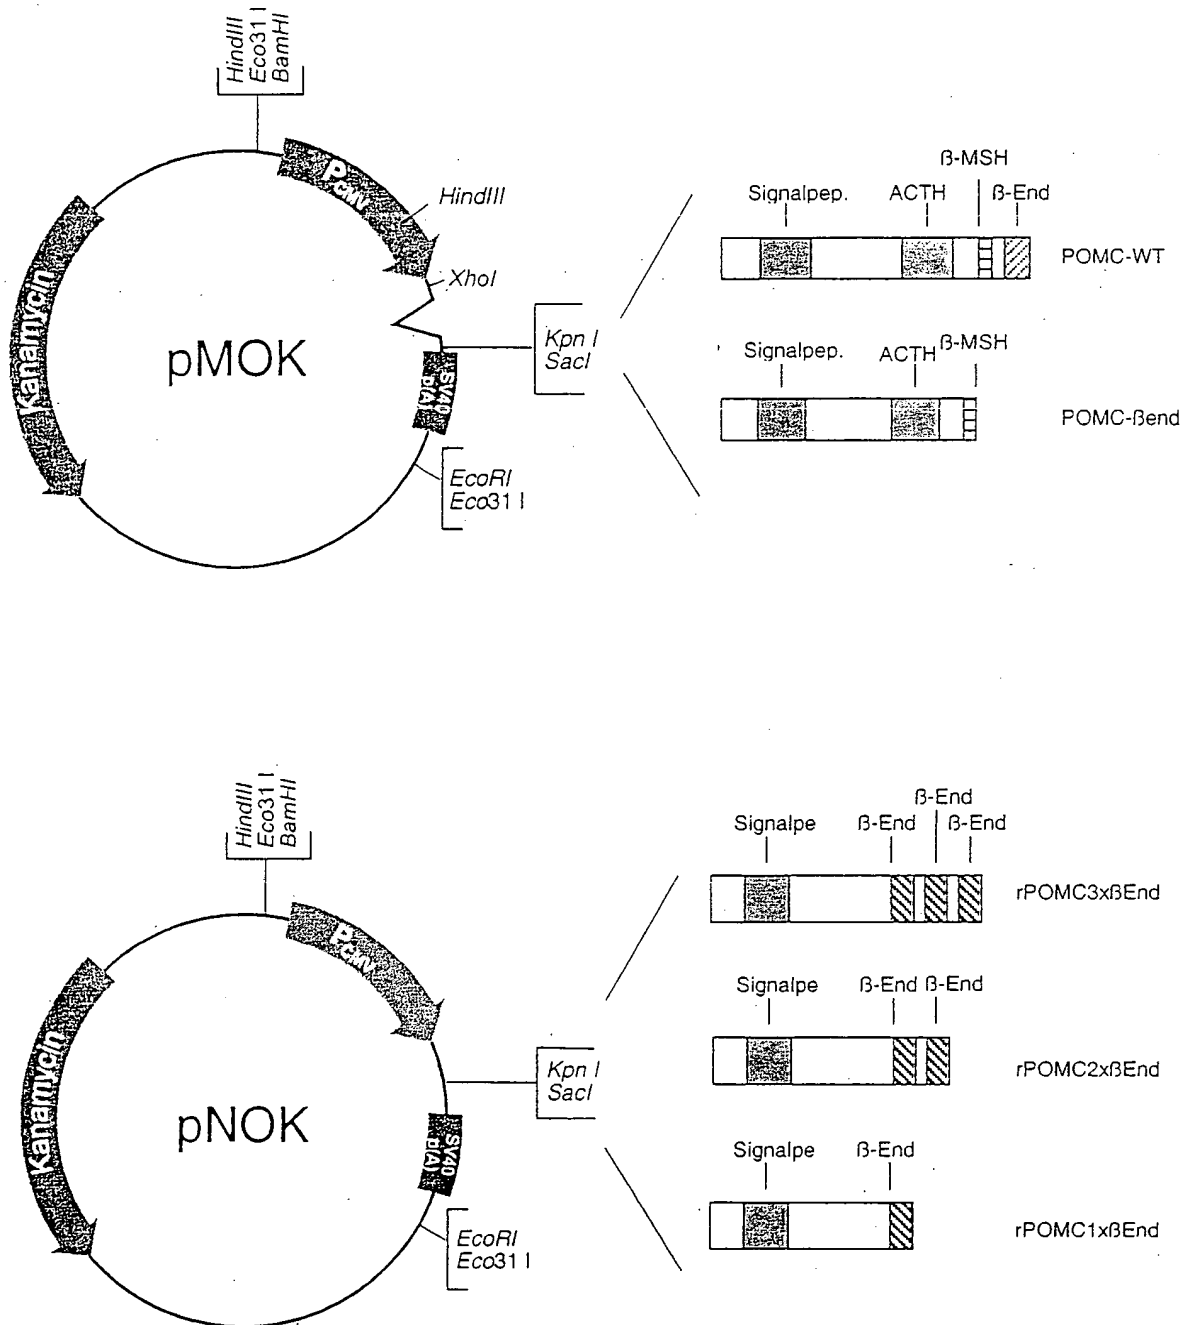 HindIII
Eco31 I
BamHI
PCMV
HindIII
XhoI
Kanamycin
pMOK
Kpn I
SacI
SV40
p(A)
EcoRI
Eco31 I
ß-MSH
Signalpep.
ACTH
ß-End
POMC-WT
Signalpep.
ACTH
ß-MSH
POMC-ßend
HindIII
Eco31 I
BamHI
PCMV
Kanamycin
pNOK
Kpn I
SacI
SV40
p(A)
EcoRI
Eco31 I
ß-End
Signalpe
ß-End
ß-End
rPOMC3xßEnd
Signalpe
ß-End
ß-End
rPOMC2xßEnd
Signalpe
ß-End
rPOMC1xßEnd